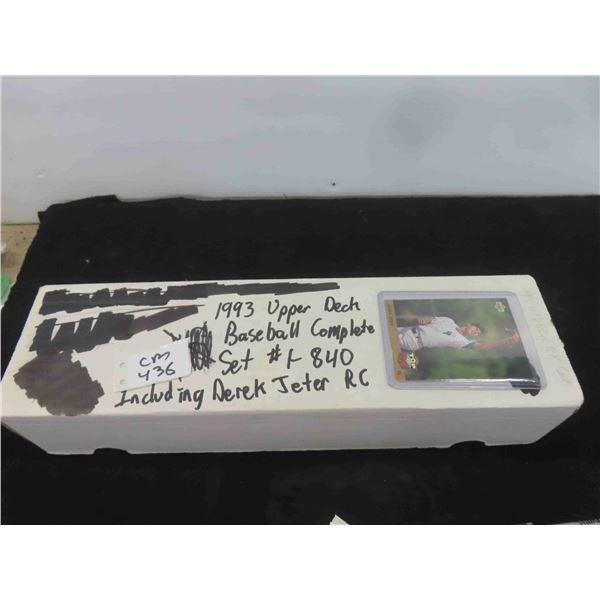 1993 Upper Deck
Baseball Complete
Set #1-840
Including Derek Jeter RC
CM
436